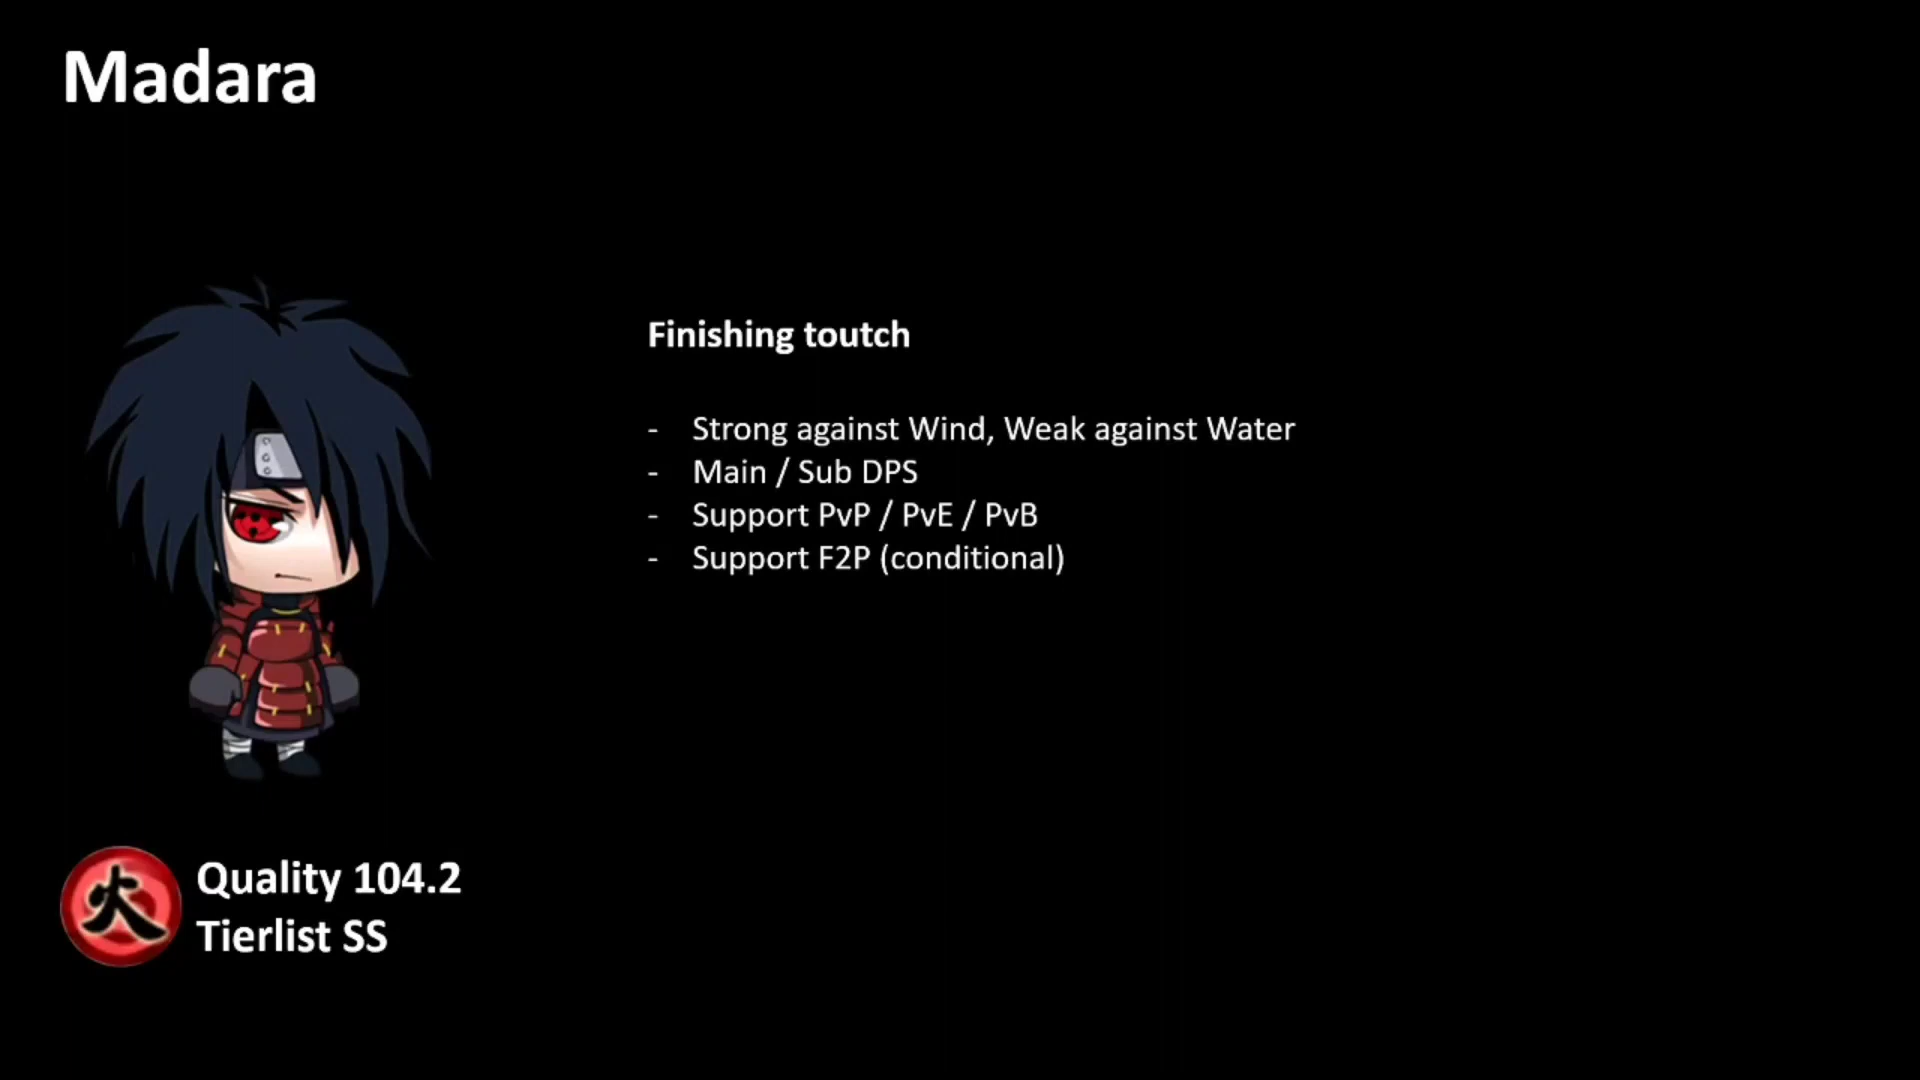 Madara
Finishing toutch
- Strong against Wind, Weak against Water
- Main / Sub DPS
- Support PvP / PvE / PvB
- Support F2P (conditional)
火
Quality 104.2
Tierlist SS